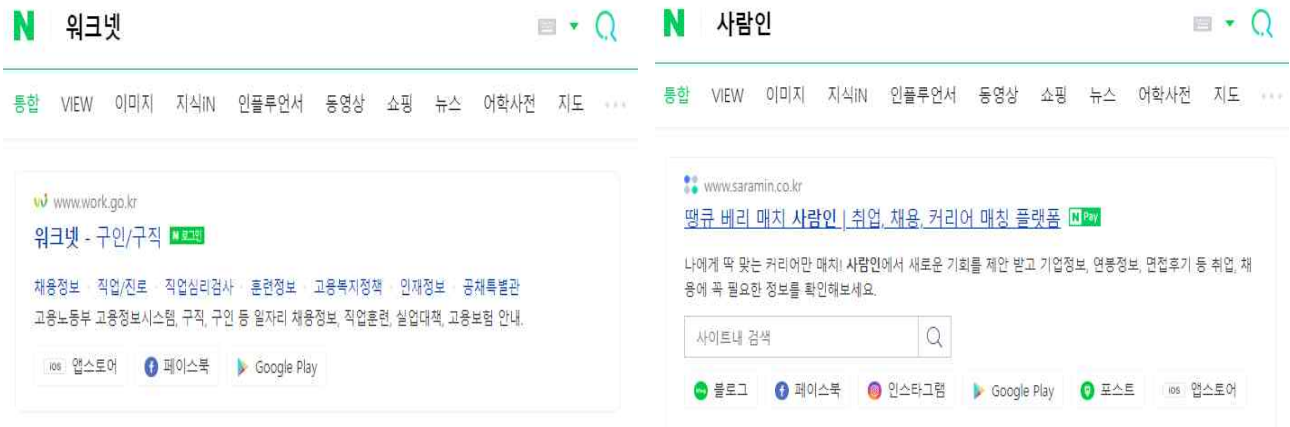 N 워크넷
통합 VIEW 이미지 지식iN 인플루언서 동영상 쇼핑 뉴스 어학사전 지도 ...
www.work.go.kr
워크넷 - 구인/구직 N 로그인
채용정보 · 직업/진로 · 직업심리검사 · 훈련정보 · 고용복지정책 · 인재정보 · 공채특별관
고용노동부 고용정보시스템, 구직, 구인 등 일자리 채용정보, 직업훈련, 실업대책, 고용보험 안내.
iOS 앱스토어 페이스북 Google Play
N 사람인
통합 VIEW 이미지 지식iN 인플루언서 동영상 쇼핑 뉴스 어학사전 지도 ...
www.saramin.co.kr
땡큐 베리 매치 사람인 | 취업, 채용, 커리어 매칭 플랫폼 N Pay
나에게 딱 맞는 커리어만 매치! 사람인에서 새로운 기회를 제안 받고 기업정보, 연봉정보, 면접후기 등 취업, 채
용에 꼭 필요한 정보를 확인해보세요.
사이트내 검색
블로그 페이스북 인스타그램 Google Play 포스트 iOS 앱스토어